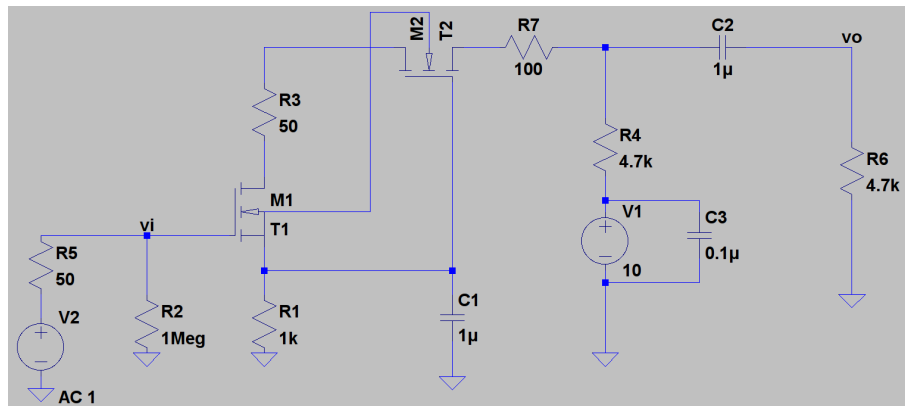 M2
T2
R7
100
C2
1µ
vo
R3
50
R4
4.7k
R6
4.7k
M1
T1
vi
V1
10
C3
0.1µ
R5
50
R2
1Meg
R1
1k
C1
1µ
V2
AC 1